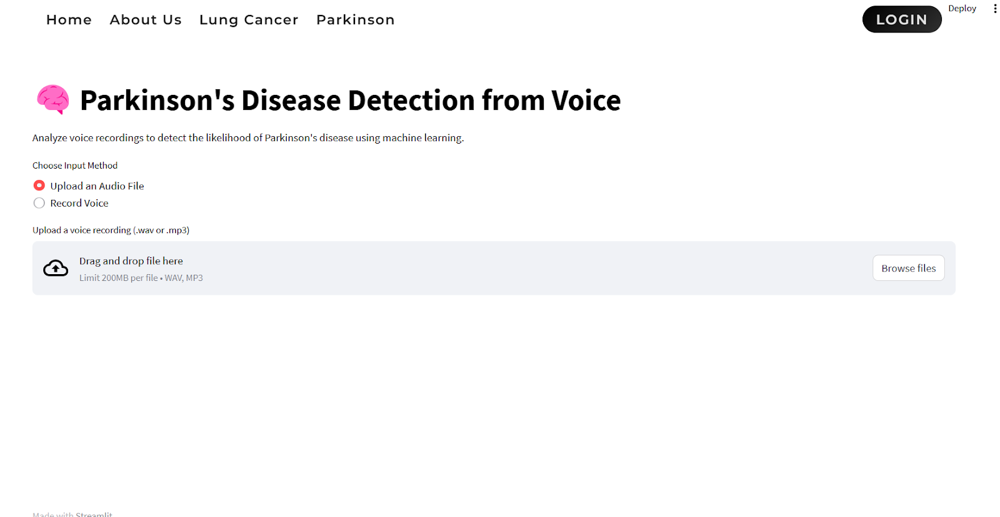 Home About Us Lung Cancer Parkinson LOGIN Deploy
Parkinson's Disease Detection from Voice
Analyze voice recordings to detect the likelihood of Parkinson's disease using machine learning.
Choose Input Method
Upload an Audio File
Record Voice
Upload a voice recording (.wav or .mp3)
Drag and drop file here
Limit 200MB per file • WAV, MP3
Browse files
Made with Streamlit